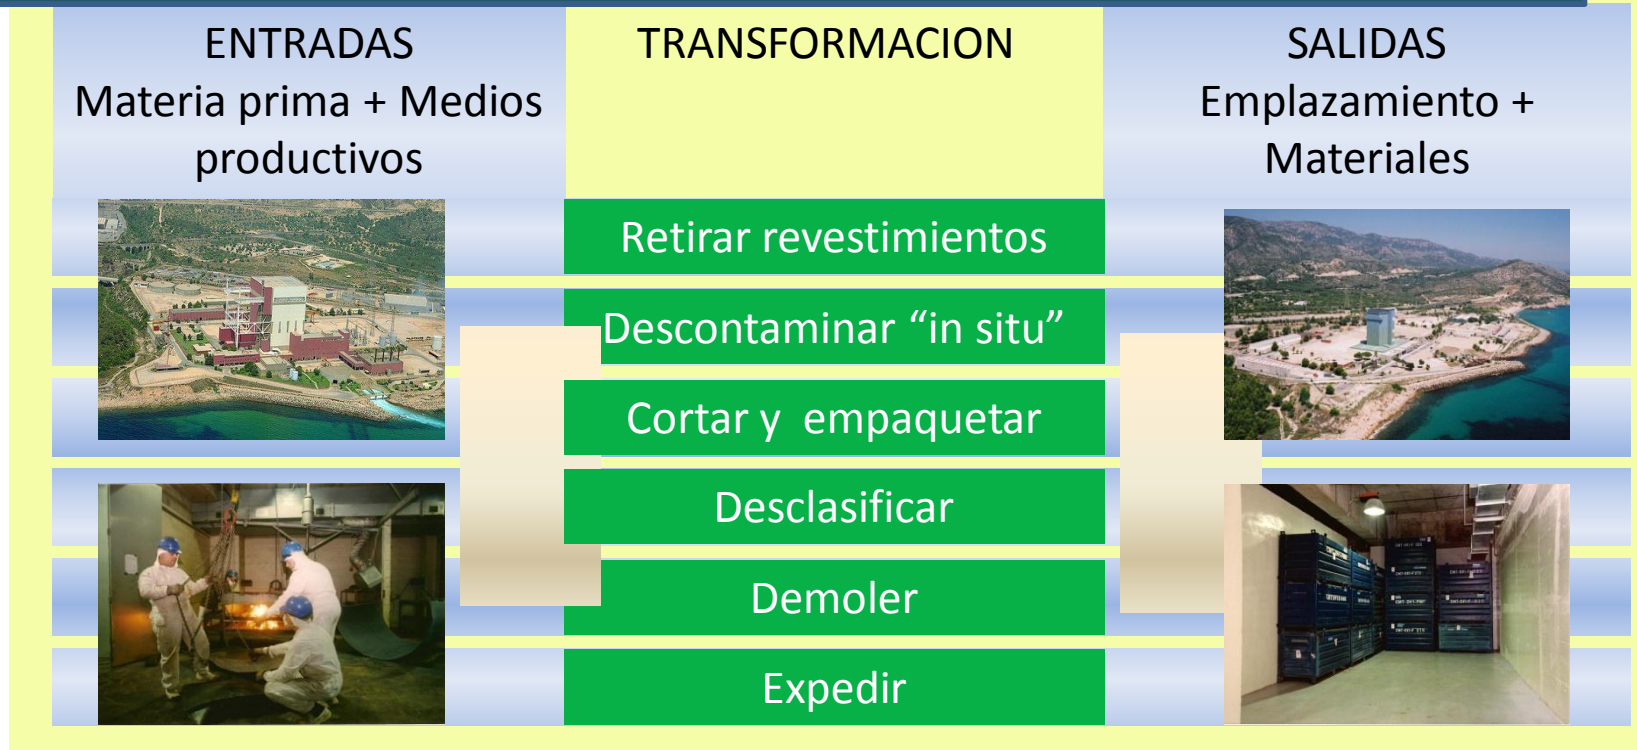 ENTRADAS
Materia prima + Medios
productivos
TRANSFORMACION
SALIDAS
Emplazamiento +
Materiales
Retirar revestimientos
Descontaminar “in situ”
Cortar y empaquetar
Desclasificar
Demoler
Expedir